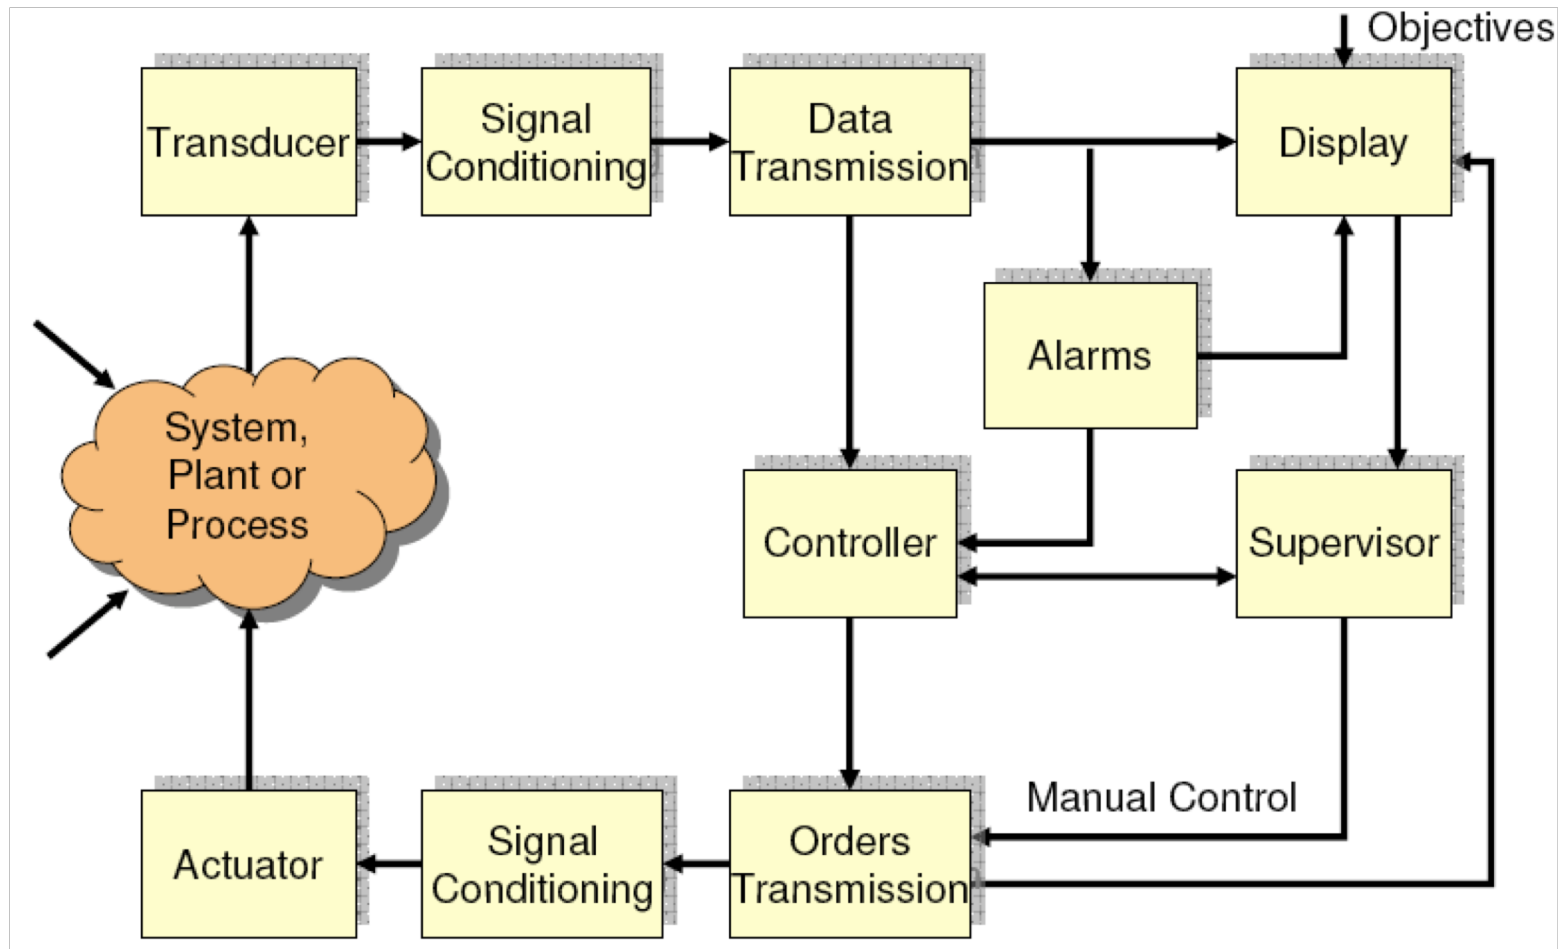 Objectives
Transducer
Signal
Conditioning
Data
Transmission
Display
Alarms
System,
Plant or
Process
Controller
Supervisor
Manual Control
Actuator
Signal
Conditioning
Orders
Transmission